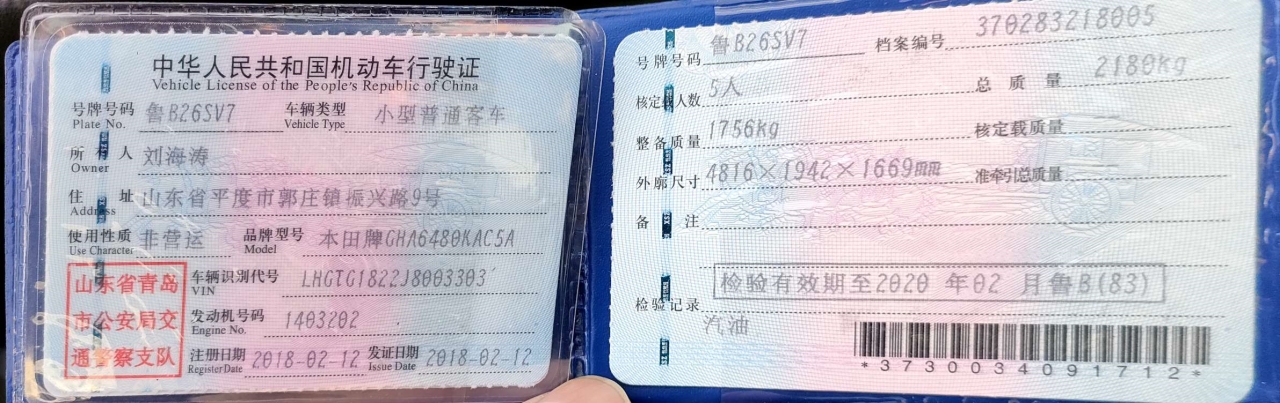 中华人民共和国机动车行驶证
Vehicle License of the People's Republic of China
号牌号码 鲁B26SV7 车辆类型 小型普通客车
Plate No. Vehicle Type
所有人 刘海涛
Owner
住址 山东省平度市郭庄镇振兴路9号
Address
使用性质 非营运 品牌型号 本田牌GHA6480KAC5A
Use Character Model
山东省青岛
市公安局交
通警察支队
车辆识别代号 LHGTG1822J8003303
VIN
发动机号码 1403202
Engine No.
注册日期 2018-02-12 发证日期 2018-02-12
Register Date Issue Date
号牌号码 鲁B26SV7 档案编号 370283218005
核定载人数 5人 总质量 2180kg
整备质量 1756kg 核定载质量
外廓尺寸 4816×1942×1669mm 准牵引总质量
备注
检验有效期至2020年02月鲁B(83)
检验记录
汽油
*3730034091712*